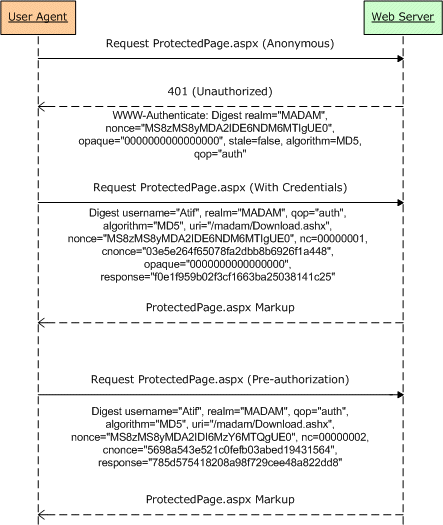 User Agent
Web Server
Request ProtectedPage.aspx (Anonymous)
401 (Unauthorized)
WWW-Authenticate: Digest realm="MADAM",
nonce="MS8zMS8yMDA2IDE6NDM6MTIgUE0",
opaque="0000000000000000", stale=false, algorithm=MD5,
qop="auth"
Request ProtectedPage.aspx (With Credentials)
Digest username="Atif", realm="MADAM", qop="auth",
algorithm="MD5", uri="/madam/Download.ashx",
nonce="MS8zMS8yMDA2IDE6NDM6MTIgUE0", nc=00000001,
cnonce="03e5e264f65078fa2dbb8b6926f1a448",
opaque="0000000000000000",
response="f0e1f959b02f3cf1663ba25038141c25"
ProtectedPage.aspx Markup
Request ProtectedPage.aspx (Pre-authorization)
Digest username="Atif", realm="MADAM", qop="auth",
algorithm="MD5", uri="/madam/Download.ashx",
nonce="MS8zMS8yMDA2IDI6MzY6MTQgUE0", nc=00000002,
cnonce="5698a543e521c0fefb03abed19431564",
response="785d575418208a98f729cee48a822dd8"
ProtectedPage.aspx Markup